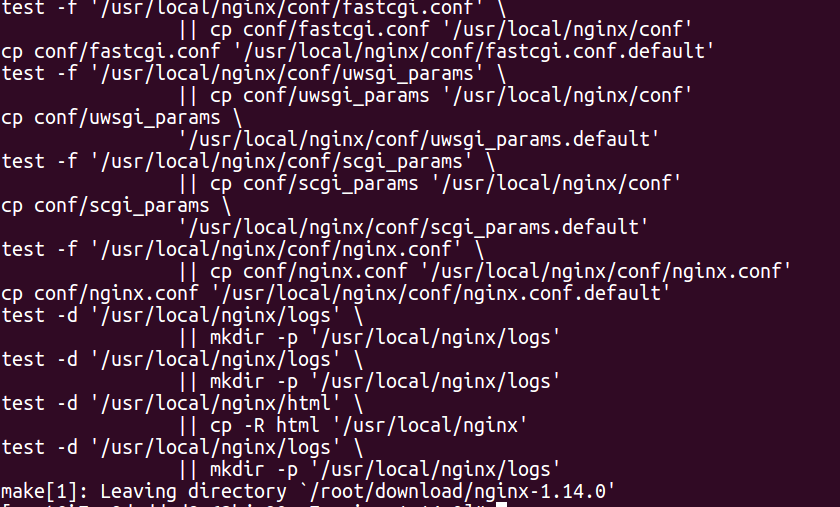 test -f '/usr/local/nginx/conf/fastcgi.conf' \
|| cp conf/fastcgi.conf '/usr/local/nginx/conf'
cp conf/fastcgi.conf '/usr/local/nginx/conf/fastcgi.conf.default'
test -f '/usr/local/nginx/conf/uwsgi_params' \
|| cp conf/uwsgi_params '/usr/local/nginx/conf'
cp conf/uwsgi_params \
'/usr/local/nginx/conf/uwsgi_params.default'
test -f '/usr/local/nginx/conf/scgi_params' \
|| cp conf/scgi_params '/usr/local/nginx/conf'
cp conf/scgi_params \
'/usr/local/nginx/conf/scgi_params.default'
test -f '/usr/local/nginx/conf/nginx.conf' \
|| cp conf/nginx.conf '/usr/local/nginx/conf/nginx.conf'
cp conf/nginx.conf '/usr/local/nginx/conf/nginx.conf.default'
test -d '/usr/local/nginx/logs' \
|| mkdir -p '/usr/local/nginx/logs'
test -d '/usr/local/nginx/logs' \
|| mkdir -p '/usr/local/nginx/logs'
test -d '/usr/local/nginx/html' \
|| cp -R html '/usr/local/nginx'
test -d '/usr/local/nginx/logs' \
|| mkdir -p '/usr/local/nginx/logs'
make[1]: Leaving directory `/root/download/nginx-1.14.0'